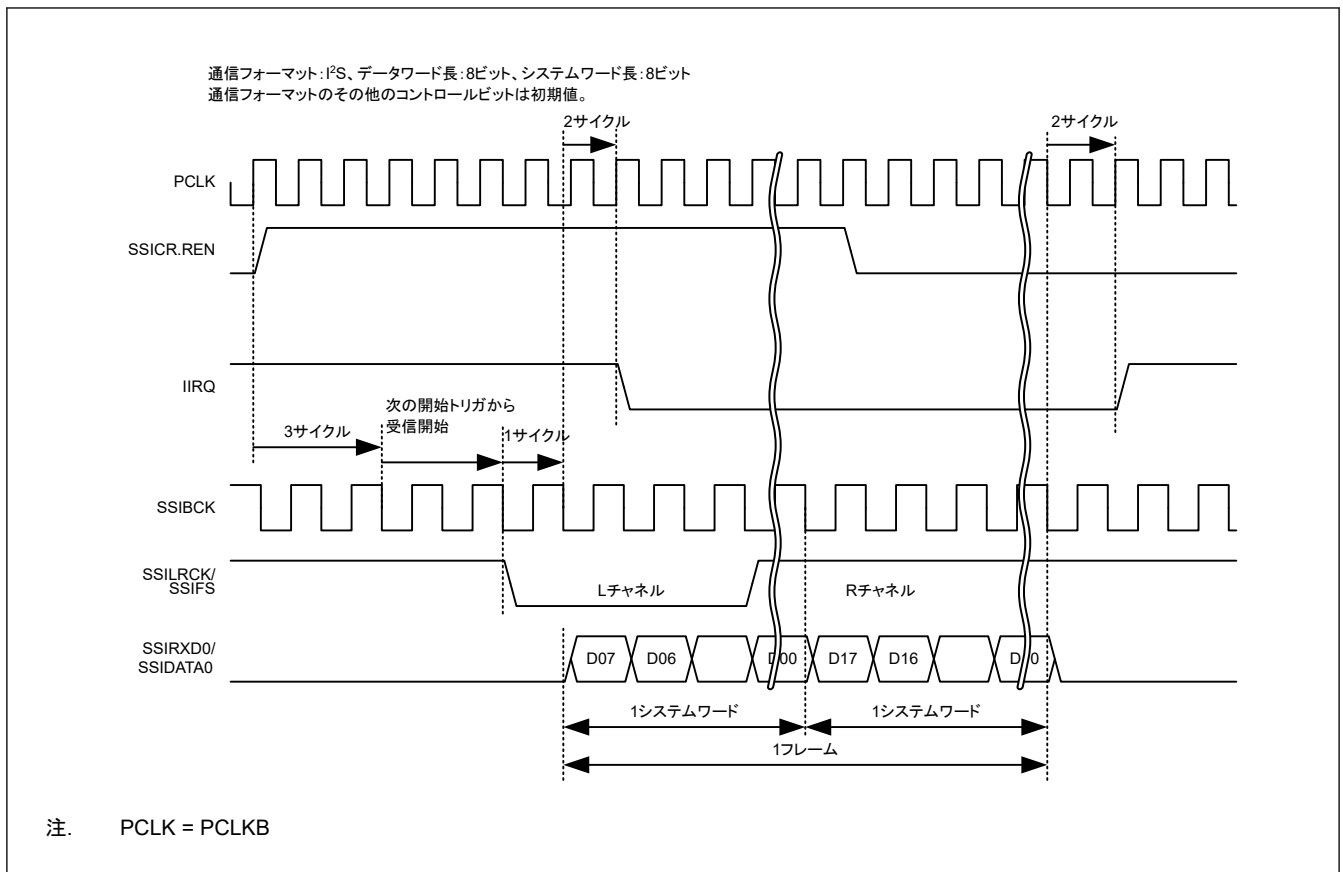 通信フォーマット:I²S、データワード長:8ビット、システムワード長:8ビット
通信フォーマットのその他のコントロールビットは初期値。
2サイクル
2サイクル
PCLK
SSICR.REN
IIRQ
次の開始トリガから
受信開始
3サイクル
1サイクル
SSIBCK
SSILRCK/
SSIFS
Lチャネル
Rチャネル
SSIRXD0/
SSIDATA0
D07
D06
D00
D17
D16
1システムワード
1システムワード
1フレーム
注. PCLK = PCLKB